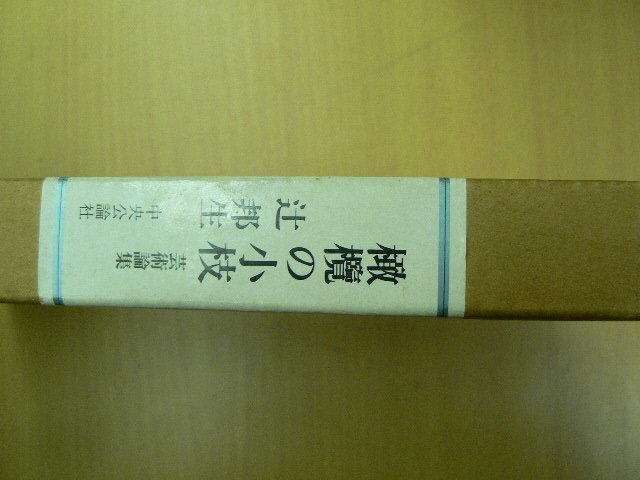 橄欖の小枝
芸術論集
辻邦生
中央公論社